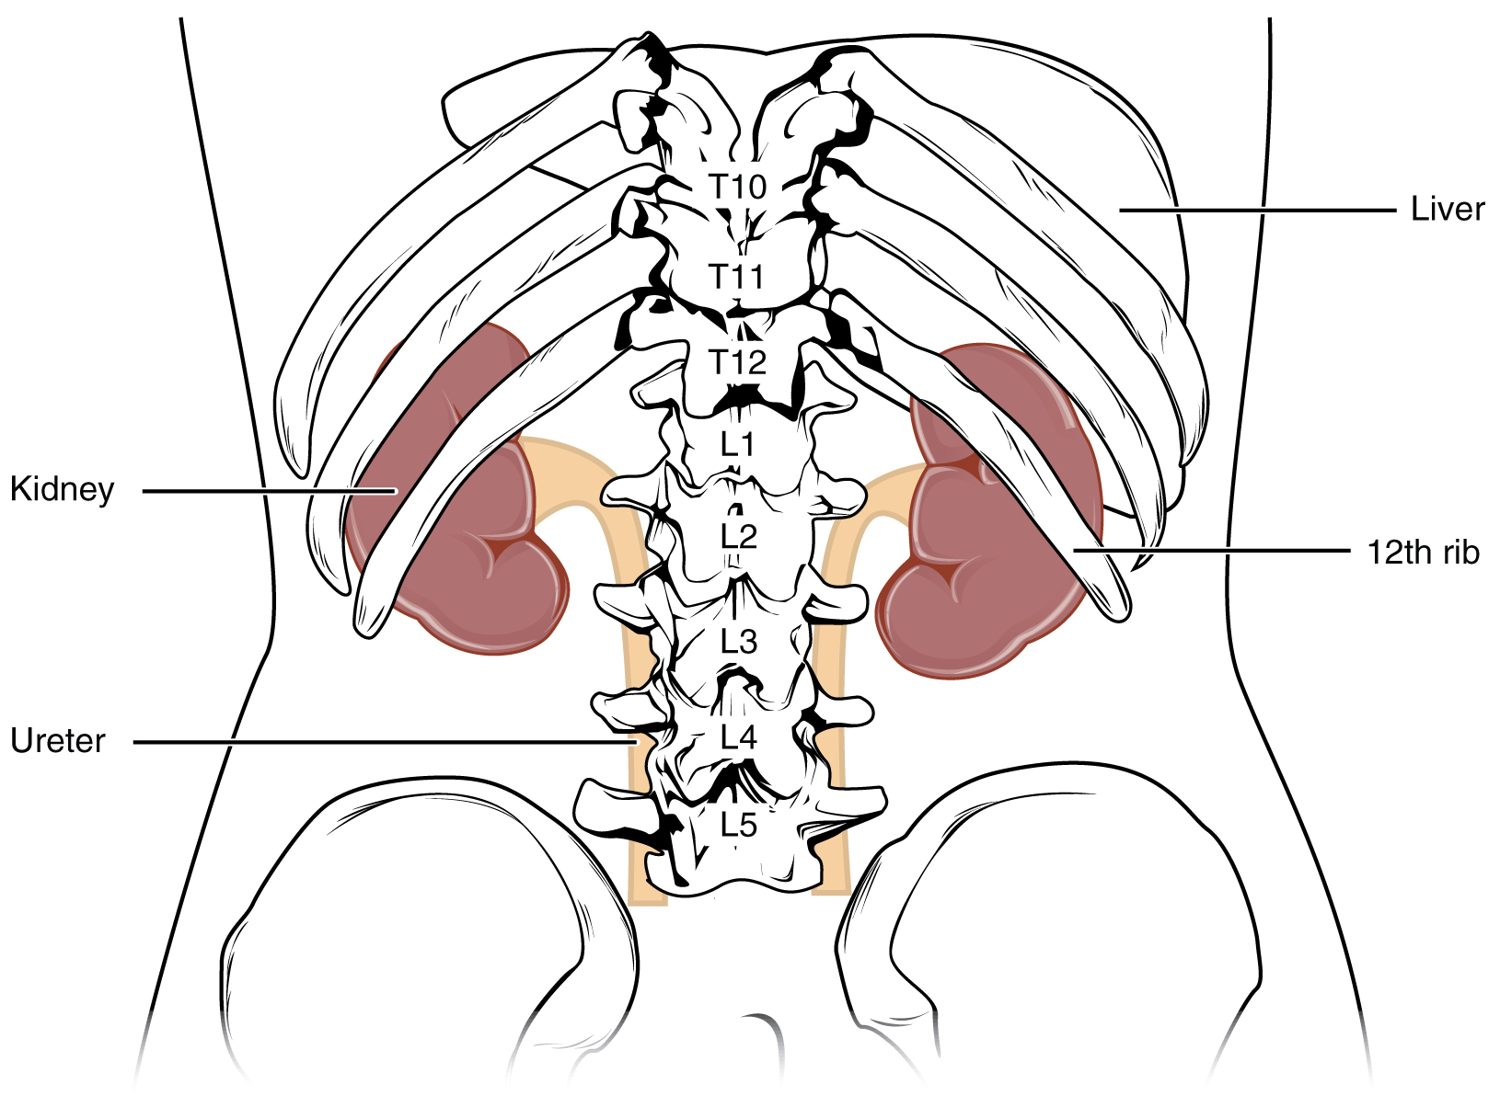 T10
Liver
T11
T12
L1
Kidney
L2
12th rib
L3
L4
Ureter
L5